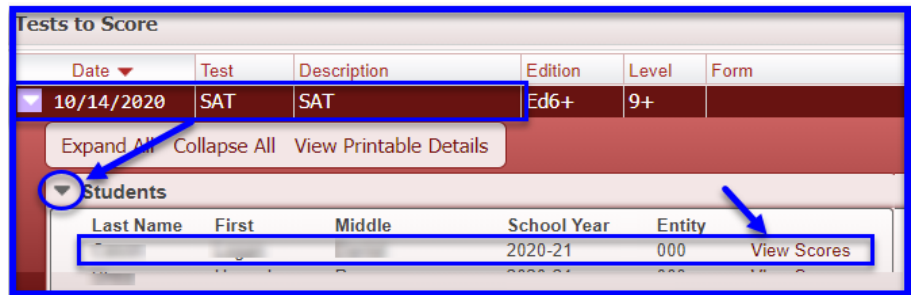 Tests to Score
Date Test Description Edition Level Form
10/14/2020 SAT SAT Ed6+ 9+
Expand All Collapse All View Printable Details
Students
Last Name First Middle School Year Entity
2020-21 000 View Scores